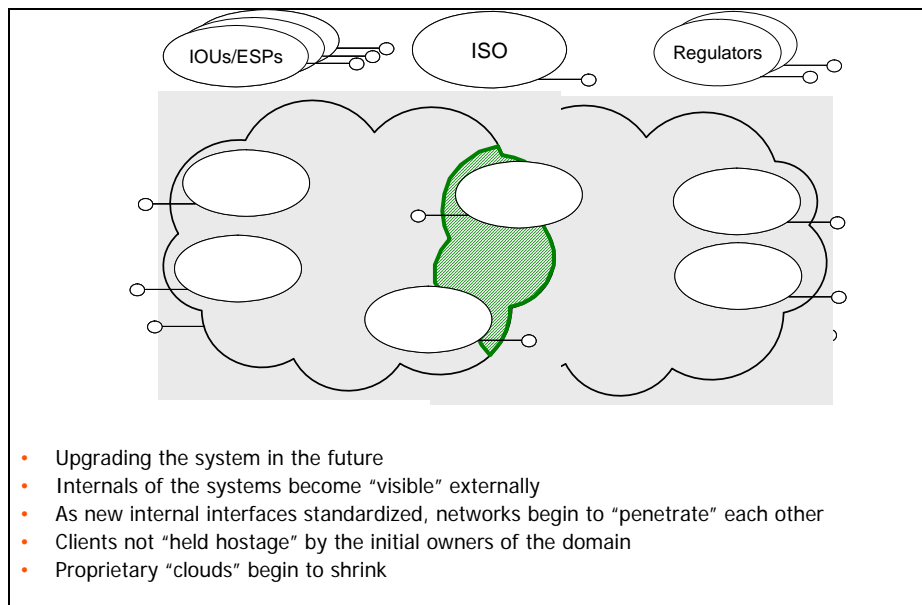 IOUs/ESPs
ISO
Regulators
• Upgrading the system in the future
• Internals of the systems become “visible” externally
• As new internal interfaces standardized, networks begin to “penetrate” each other
• Clients not “held hostage” by the initial owners of the domain
• Proprietary “clouds” begin to shrink